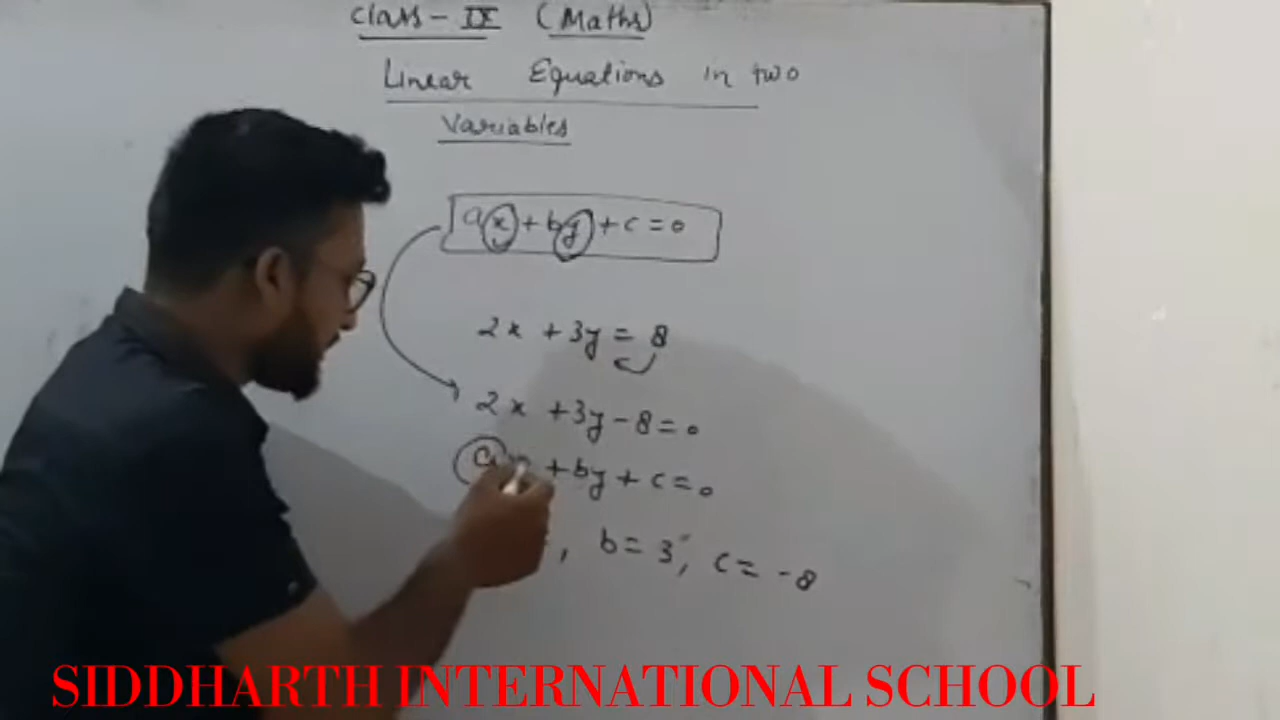 Class-IX (Maths)
Linear Equations in two
Variables
ax+by+c=0
2x +3y = 8
2x +3y-8=0
a +by+c=0
, b=3, c=-8
SIDDHARTH INTERNATIONAL SCHOOL